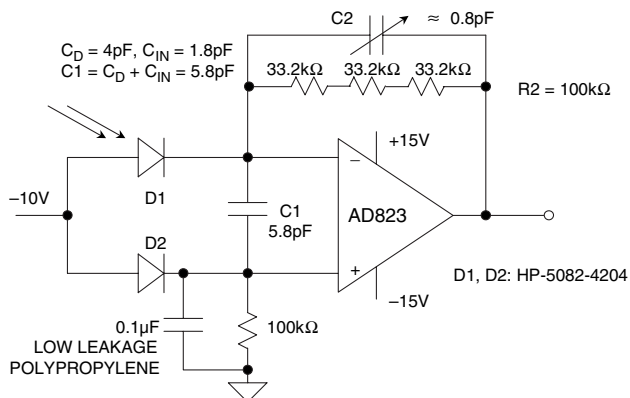 C2 ≈ 0.8pF
C_D = 4pF, C_IN = 1.8pF
C1 = C_D + C_IN = 5.8pF
33.2kΩ 33.2kΩ 33.2kΩ
R2 = 100kΩ
+15V
–
–10V
D1
C1
5.8pF
AD823
D2
+
–15V
D1, D2: HP-5082-4204
0.1µF
100kΩ
LOW LEAKAGE
POLYPROPYLENE